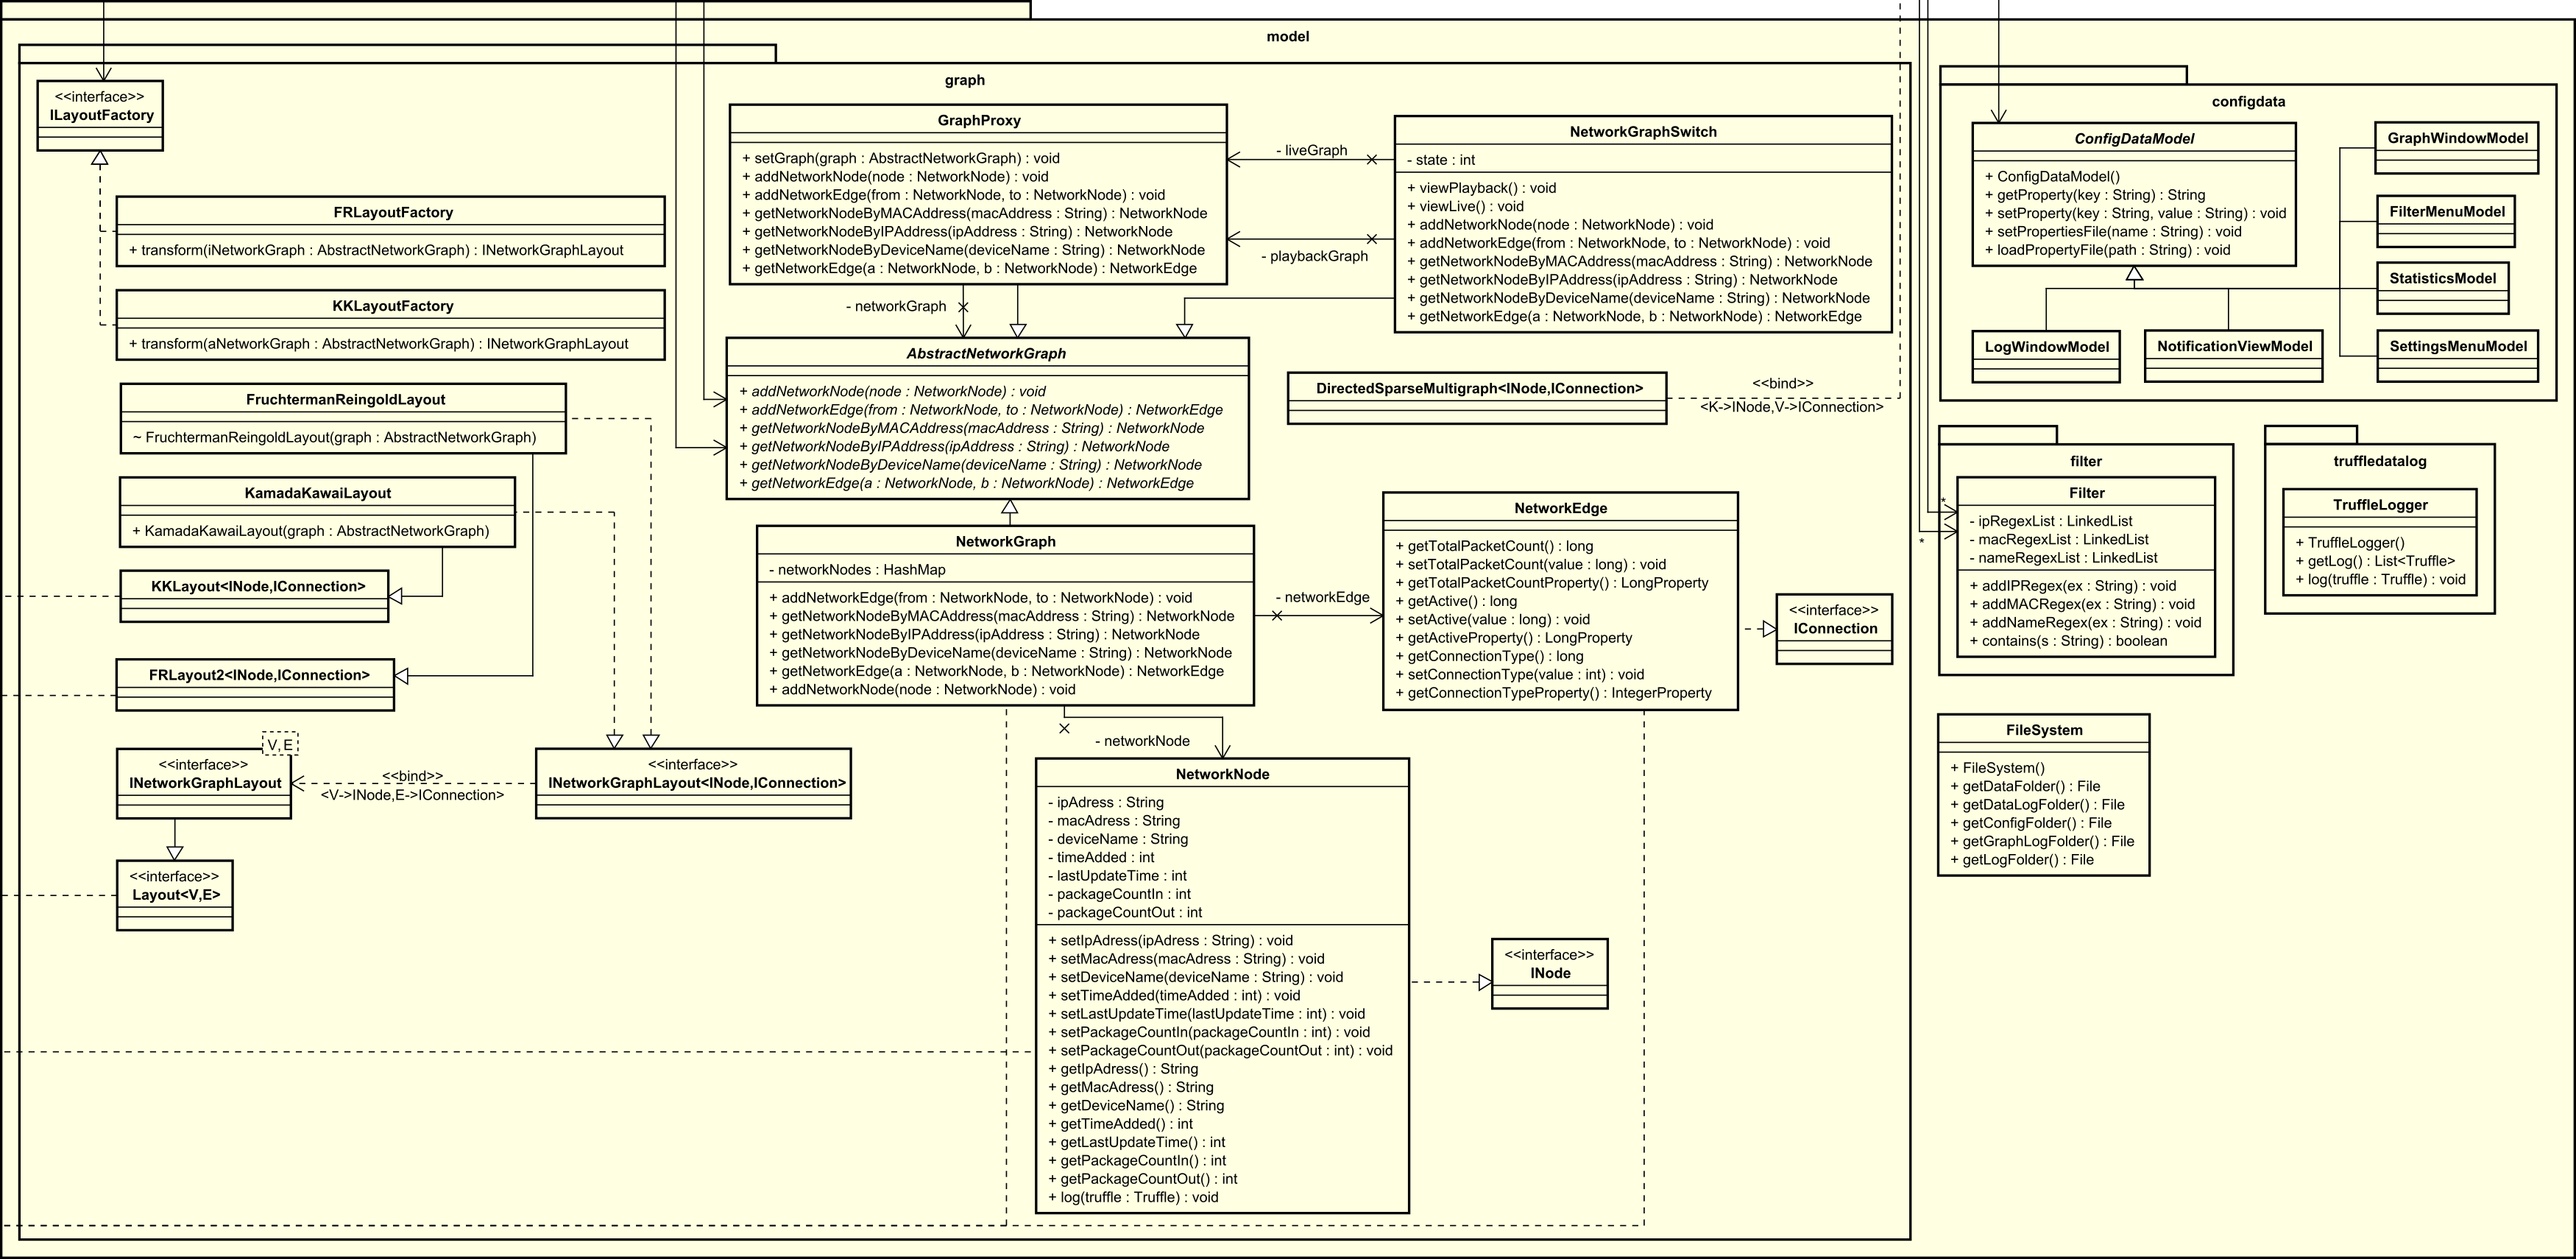 model
graph
<<interface>>
ILayoutFactory
FRLayoutFactory
+ transform(iNetworkGraph : AbstractNetworkGraph) : INetworkGraphLayout
KKLayoutFactory
+ transform(aNetworkGraph : AbstractNetworkGraph) : INetworkGraphLayout
FruchtermanReingoldLayout
~ FruchtermanReingoldLayout(graph : AbstractNetworkGraph)
KamadaKawaiLayout
+ KamadaKawaiLayout(graph : AbstractNetworkGraph)
KKLayout<INode,IConnection>
FRLayout2<INode,IConnection>
V, E
<<interface>>
INetworkGraphLayout
<<bind>>
<V->INode,E->IConnection>
<<interface>>
INetworkGraphLayout<INode,IConnection>
<<interface>>
Layout<V,E>
GraphProxy
+ setGraph(graph : AbstractNetworkGraph) : void
+ addNetworkNode(node : NetworkNode) : void
+ addNetworkEdge(from : NetworkNode, to : NetworkNode) : void
+ getNetworkNodeByMACAddress(macAddress : String) : NetworkNode
+ getNetworkNodeByIPAddress(ipAddress : String) : NetworkNode
+ getNetworkNodeByDeviceName(deviceName : String) : NetworkNode
+ getNetworkEdge(a : NetworkNode, b : NetworkNode) : NetworkEdge
- liveGraph
- playbackGraph
- networkGraph
NetworkGraphSwitch
- state : int
+ viewPlayback() : void
+ viewLive() : void
+ addNetworkNode(node : NetworkNode) : void
+ addNetworkEdge(from : NetworkNode, to : NetworkNode) : void
+ getNetworkNodeByMACAddress(macAddress : String) : NetworkNode
+ getNetworkNodeByIPAddress(ipAddress : String) : NetworkNode
+ getNetworkNodeByDeviceName(deviceName : String) : NetworkNode
+ getNetworkEdge(a : NetworkNode, b : NetworkNode) : NetworkEdge
AbstractNetworkGraph
+ addNetworkNode(node : NetworkNode) : void
+ addNetworkEdge(from : NetworkNode, to : NetworkNode) : NetworkEdge
+ getNetworkNodeByMACAddress(macAddress : String) : NetworkNode
+ getNetworkNodeByIPAddress(ipAddress : String) : NetworkNode
+ getNetworkNodeByDeviceName(deviceName : String) : NetworkNode
+ getNetworkEdge(a : NetworkNode, b : NetworkNode) : NetworkEdge
DirectedSparseMultigraph<INode,IConnection>
<<bind>>
<K->INode,V->IConnection>
NetworkGraph
- networkNodes : HashMap
+ addNetworkEdge(from : NetworkNode, to : NetworkNode) : void
+ getNetworkNodeByMACAddress(macAddress : String) : NetworkNode
+ getNetworkNodeByIPAddress(ipAddress : String) : NetworkNode
+ getNetworkNodeByDeviceName(deviceName : String) : NetworkNode
+ getNetworkEdge(a : NetworkNode, b : NetworkNode) : NetworkEdge
+ addNetworkNode(node : NetworkNode) : void
- networkEdge
- networkNode
NetworkEdge
+ getTotalPacketCount() : long
+ setTotalPacketCount(value : long) : void
+ getTotalPacketCountProperty() : LongProperty
+ getActive() : long
+ setActive(value : long) : void
+ getActiveProperty() : LongProperty
+ getConnectionType() : long
+ setConnectionType(value : int) : void
+ getConnectionTypeProperty() : IntegerProperty
<<interface>>
IConnection
NetworkNode
- ipAdress : String
- macAdress : String
- deviceName : String
- timeAdded : int
- lastUpdateTime : int
- packageCountIn : int
- packageCountOut : int
+ setIpAdress(ipAdress : String) : void
+ setMacAdress(macAdress : String) : void
+ setDeviceName(deviceName : String) : void
+ setTimeAdded(timeAdded : int) : void
+ setLastUpdateTime(lastUpdateTime : int) : void
+ setPackageCountIn(packageCountIn : int) : void
+ setPackageCountOut(packageCountOut : int) : void
+ getIpAdress() : String
+ getMacAdress() : String
+ getDeviceName() : String
+ getTimeAdded() : int
+ getLastUpdateTime() : int
+ getPackageCountIn() : int
+ getPackageCountOut() : int
+ log(truffle : Truffle) : void
<<interface>>
INode
configdata
ConfigDataModel
+ ConfigDataModel()
+ getProperty(key : String) : String
+ setProperty(key : String, value : String) : void
+ setPropertiesFile(name : String) : void
+ loadPropertyFile(path : String) : void
GraphWindowModel
FilterMenuModel
StatisticsModel
LogWindowModel
NotificationViewModel
SettingsMenuModel
filter
*
*
Filter
- ipRegexList : LinkedList
- macRegexList : LinkedList
- nameRegexList : LinkedList
+ addIPRegex(ex : String) : void
+ addMACRegex(ex : String) : void
+ addNameRegex(ex : String) : void
+ contains(s : String) : boolean
truffledatalog
TruffleLogger
+ TruffleLogger()
+ getLog() : List<Truffle>
+ log(truffle : Truffle) : void
FileSystem
+ FileSystem()
+ getDataFolder() : File
+ getDataLogFolder() : File
+ getConfigFolder() : File
+ getGraphLogFolder() : File
+ getLogFolder() : File